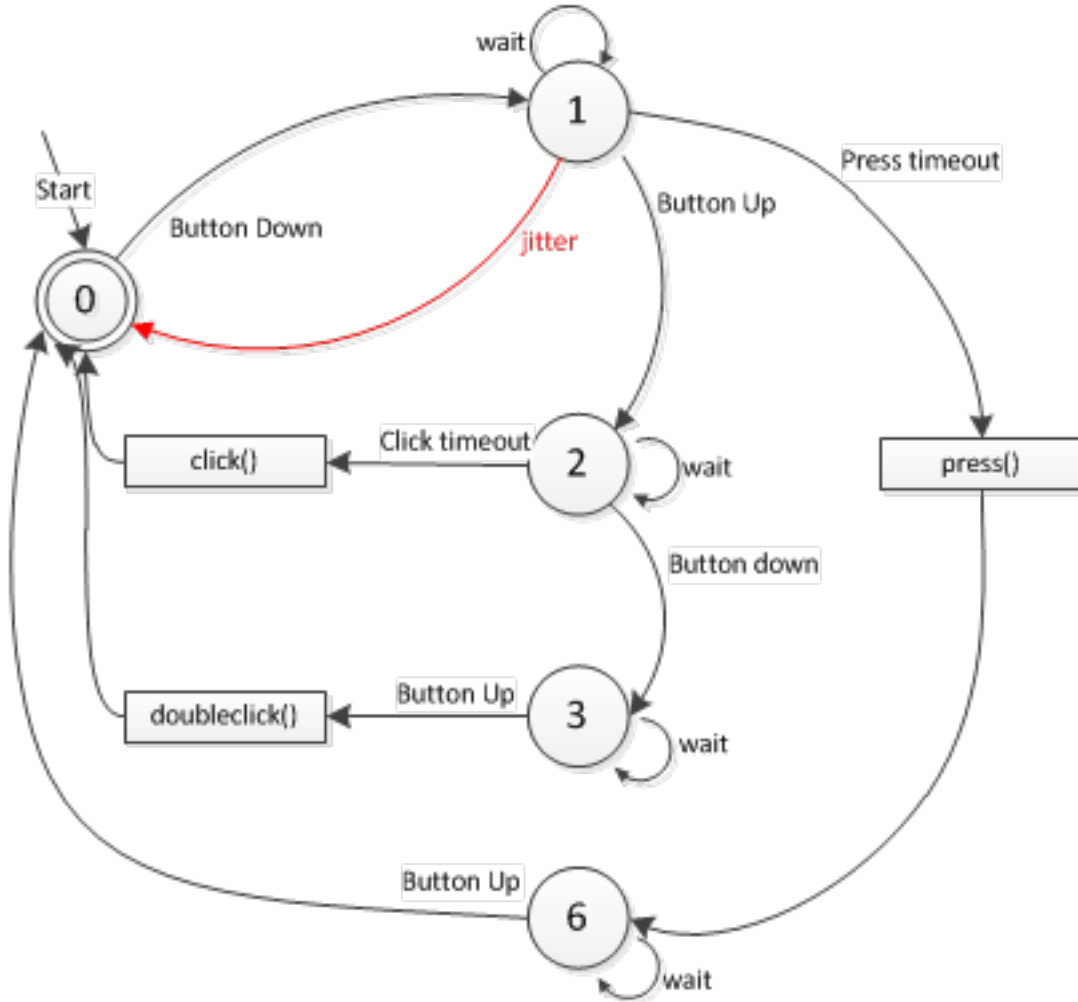 wait
1
Press timeout
Start
Button Up
Button Down
jitter
0
Click timeout
click()
2
wait
press()
Button down
Button Up
doubleclick()
3
wait
Button Up
6
wait